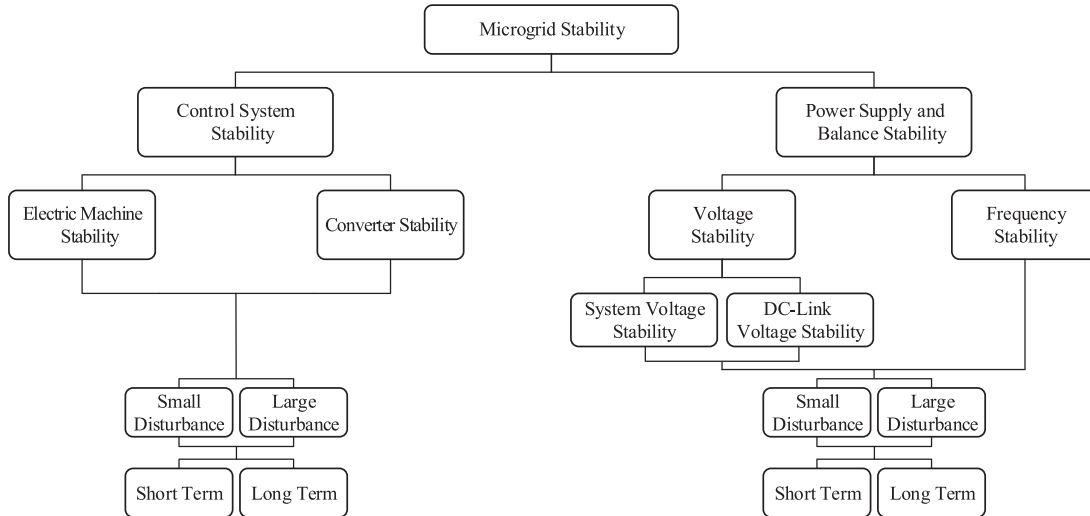 Microgrid Stability
Control System
Stability
Power Supply and
Balance Stability
Electric Machine
Stability
Converter Stability
Voltage
Stability
Frequency
Stability
System Voltage
Stability
DC-Link
Voltage Stability
Small
Disturbance
Large
Disturbance
Small
Disturbance
Large
Disturbance
Short Term
Long Term
Short Term
Long Term